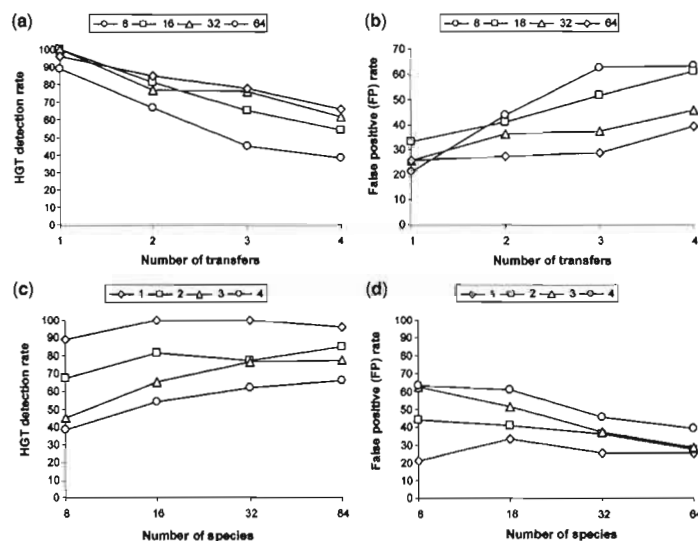 (a)
8 16 32 64
HGT detection rate
100
90
80
70
60
50
40
30
20
10
0
1 2 3 4
Number of transfers
(b)
8 16 32 64
False positive (FP) rate
70
60
50
40
30
20
10
0
1 2 3 4
Number of transfers
(c)
1 2 3 4
HGT detection rate
100
90
80
70
60
50
40
30
20
10
0
8 16 32 64
Number of species
(d)
1 2 3 4
False positive (FP) rate
100
90
80
70
60
50
40
30
20
10
0
8 16 32 64
Number of species